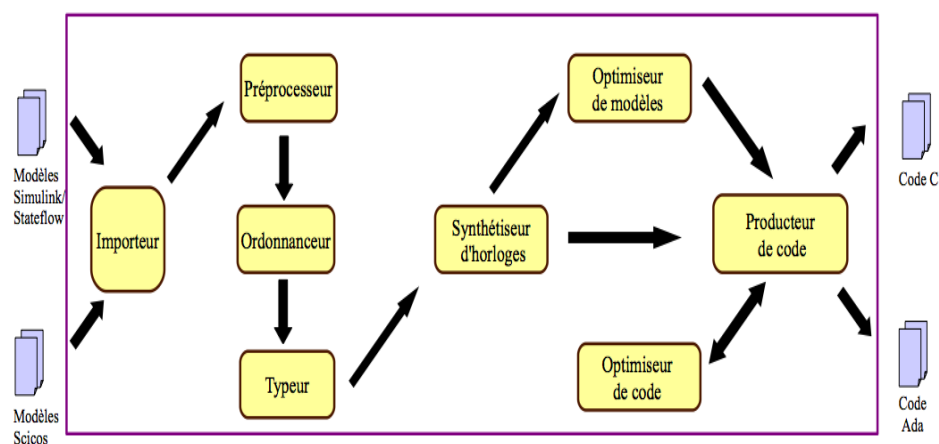 Modèles
Simulink/
Stateflow
Modèles
Scicos
Importeur
Préprocesseur
Ordonnanceur
Typeur
Synthétiseur
d'horloges
Optimiseur
de modèles
Producteur
de code
Optimiseur
de code
Code C
Code
Ada